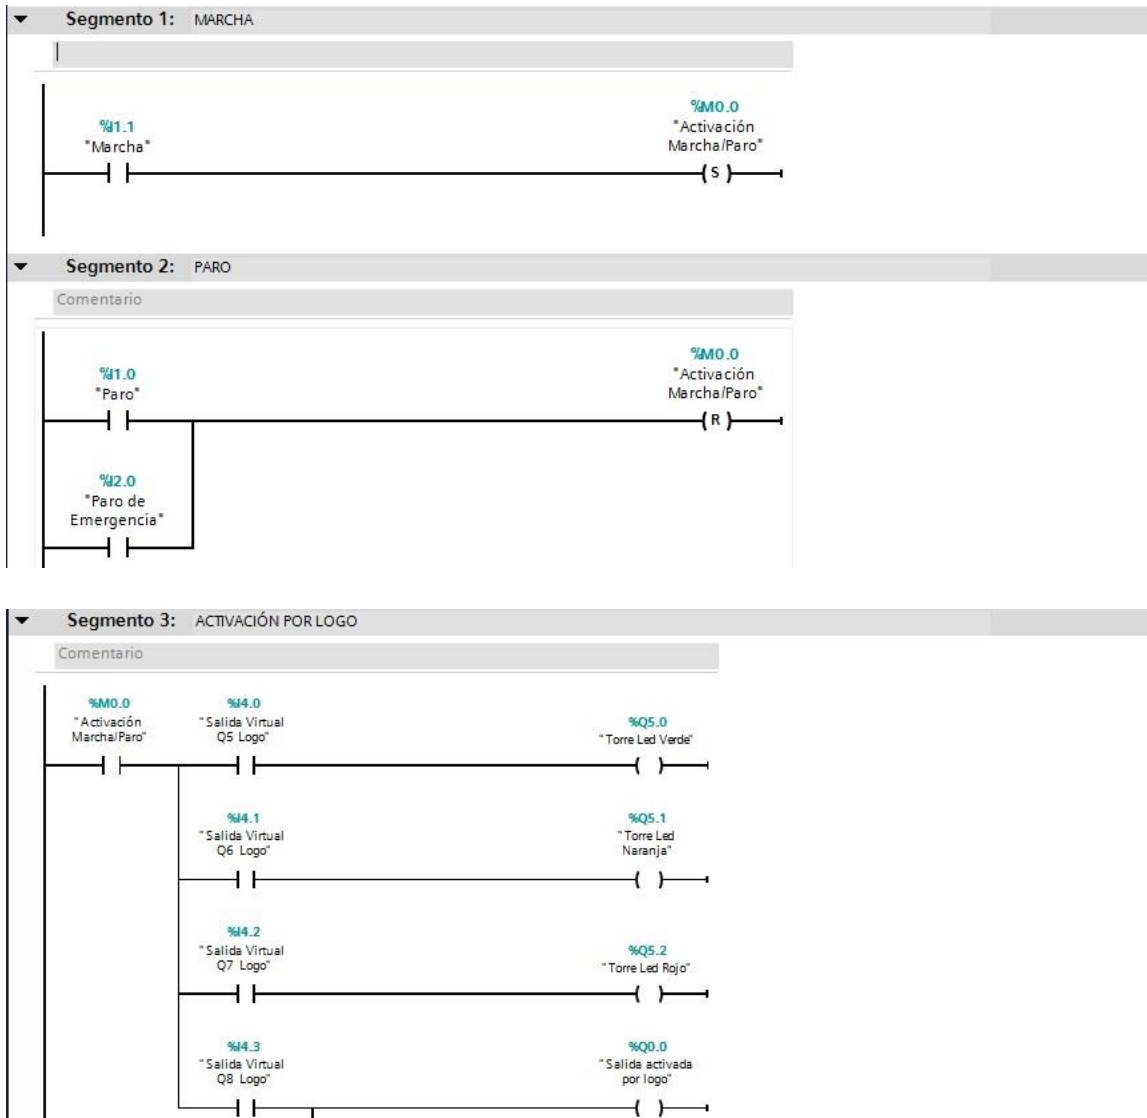 Segmento 1: MARCHA
%M0.0
%I1.1
"Activación
"Marcha"
Marcha/Paro"
S
Segmento 2: PARO
Comentario
%M0.0
%I1.0
"Activación
"Paro"
Marcha/Paro"
R
%I2.0
"Paro de
Emergencia"
Segmento 3: ACTIVACIÓN POR LOGO
Comentario
%M0.0
"Activación
Marcha/Paro"
%I4.0
"Salida Virtual
Q5 Logo"
%Q5.0
"Torre Led Verde"
%I4.1
"Salida Virtual
Q6 Logo"
%Q5.1
"Torre Led
Naranja"
%I4.2
"Salida Virtual
Q7 Logo"
%Q5.2
"Torre Led Rojo"
%I4.3
"Salida Virtual
Q8 Logo"
%Q0.0
"Salida activada
por logo"